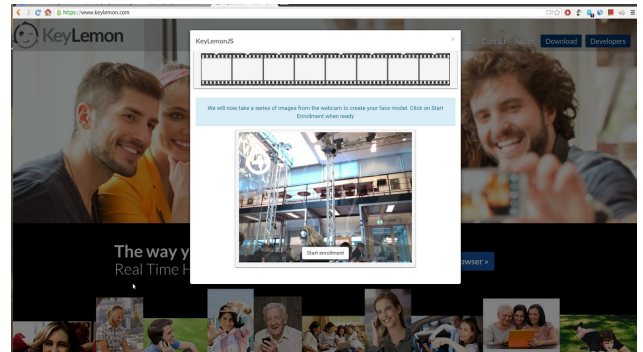 https://www.keylemon.com
KeyLemon
Contact
About
Download
Developers
KeyLemonJS
We will now take a series of images from the webcam to create your face model. Click on Start
Enrollment when ready
Start enrollment
The way y
Real Time H
owser »